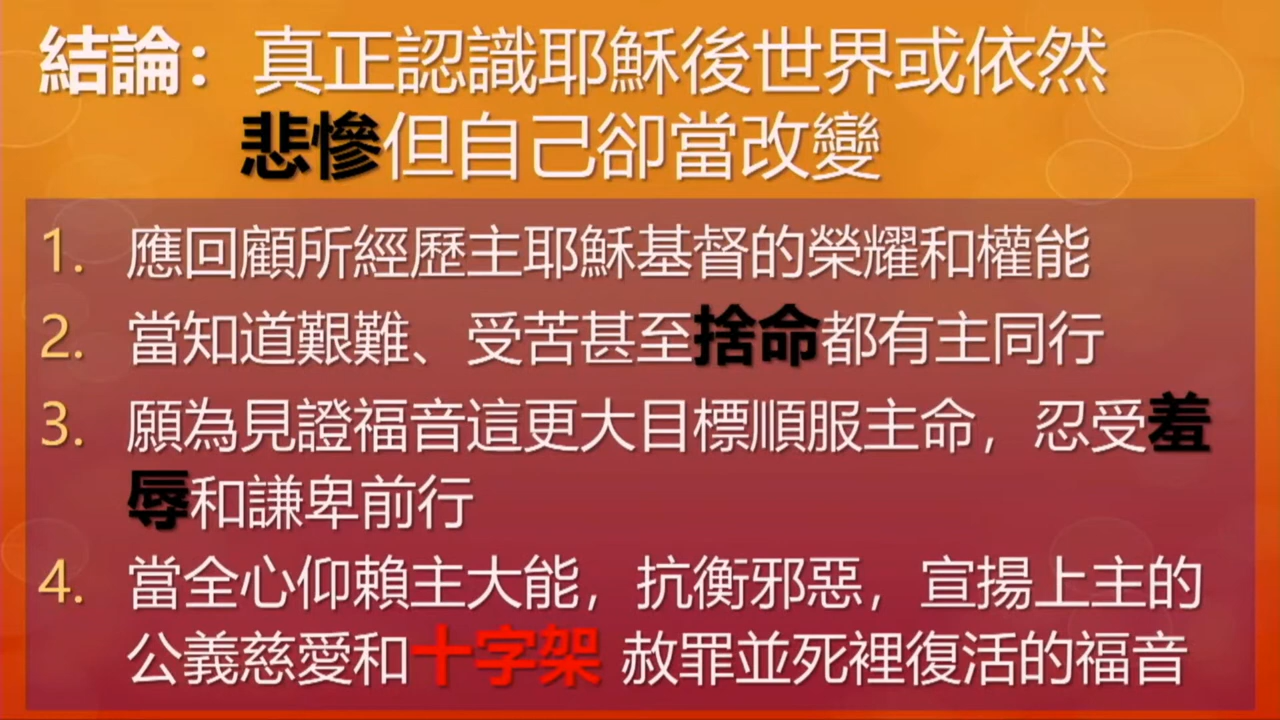 結論：真正認識耶穌後世界或依然
悲慘但自己卻當改變
1. 應回顧所經歷主耶穌基督的榮耀和權能
2. 當知道艱難、受苦甚至捨命都有主同行
3. 願為見證福音這更大目標順服主命，忍受羞
辱和謙卑前行
4. 當全心仰賴主大能，抗衡邪惡，宣揚上主的
公義慈愛和十字架 赦罪並死裡復活的福音